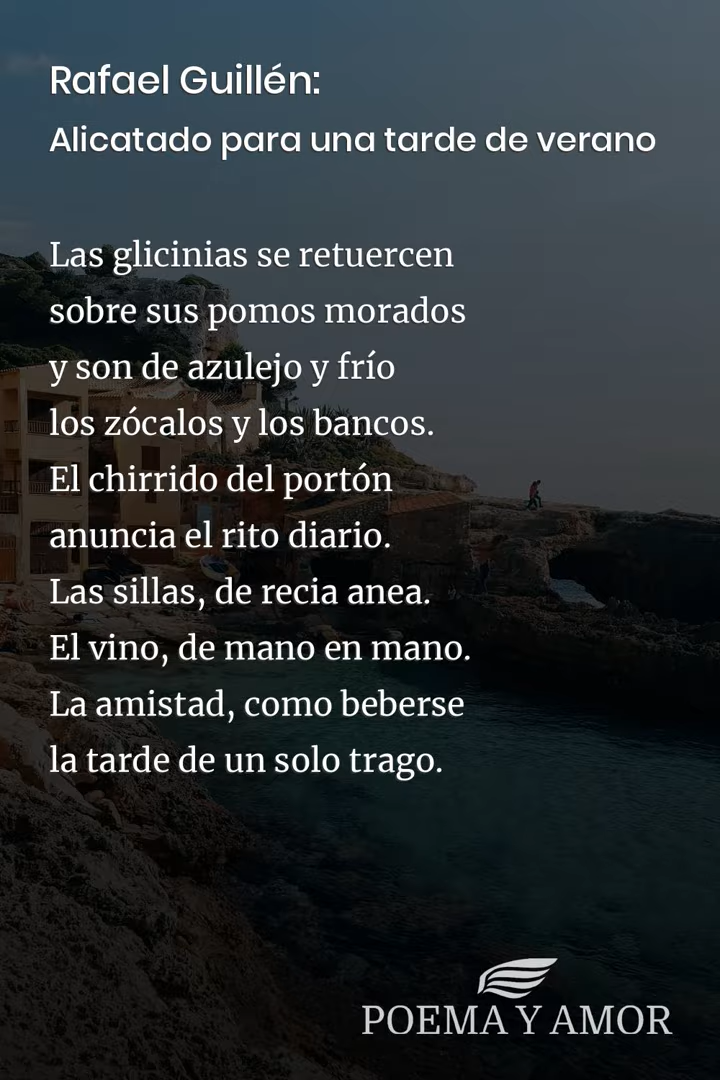 Rafael Guillén:
Alicatado para una tarde de verano
Las glicinias se retuercen
sobre sus pomos morados
y son de azulejo y frío
los zócalos y los bancos.
El chirrido del portón
anuncia el rito diario.
Las sillas, de recia anea.
El vino, de mano en mano.
La amistad, como beberse
la tarde de un solo trago.
POEMA Y AMOR